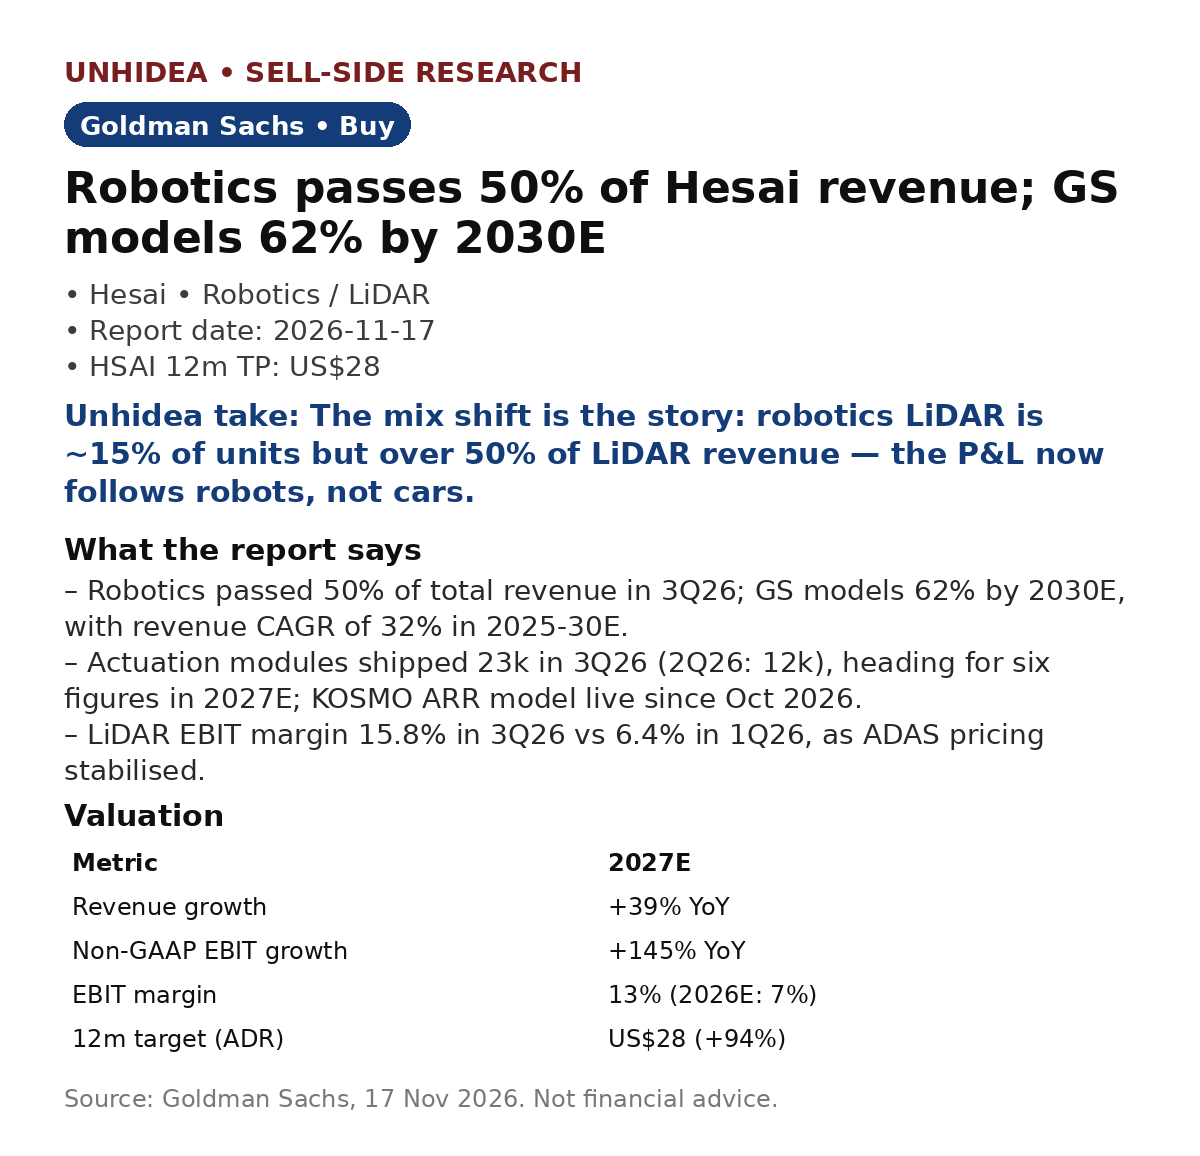 UNHIDEA • SELL-SIDE RESEARCH
Goldman Sachs • Buy
Robotics passes 50% of Hesai revenue; GS
models 62% by 2030E
• Hesai • Robotics / LiDAR
• Report date: 2026-11-17
• HSAI 12m TP: US$28
Unhidea take: The mix shift is the story: robotics LiDAR is
~15% of units but over 50% of LiDAR revenue — the P&L now
follows robots, not cars.
What the report says
– Robotics passed 50% of total revenue in 3Q26; GS models 62% by 2030E,
with revenue CAGR of 32% in 2025-30E.
– Actuation modules shipped 23k in 3Q26 (2Q26: 12k), heading for six
figures in 2027E; KOSMO ARR model live since Oct 2026.
– LiDAR EBIT margin 15.8% in 3Q26 vs 6.4% in 1Q26, as ADAS pricing
stabilised.
Valuation
Metric 2027E
Revenue growth +39% YoY
Non-GAAP EBIT growth +145% YoY
EBIT margin 13% (2026E: 7%)
12m target (ADR) US$28 (+94%)
Source: Goldman Sachs, 17 Nov 2026. Not financial advice.